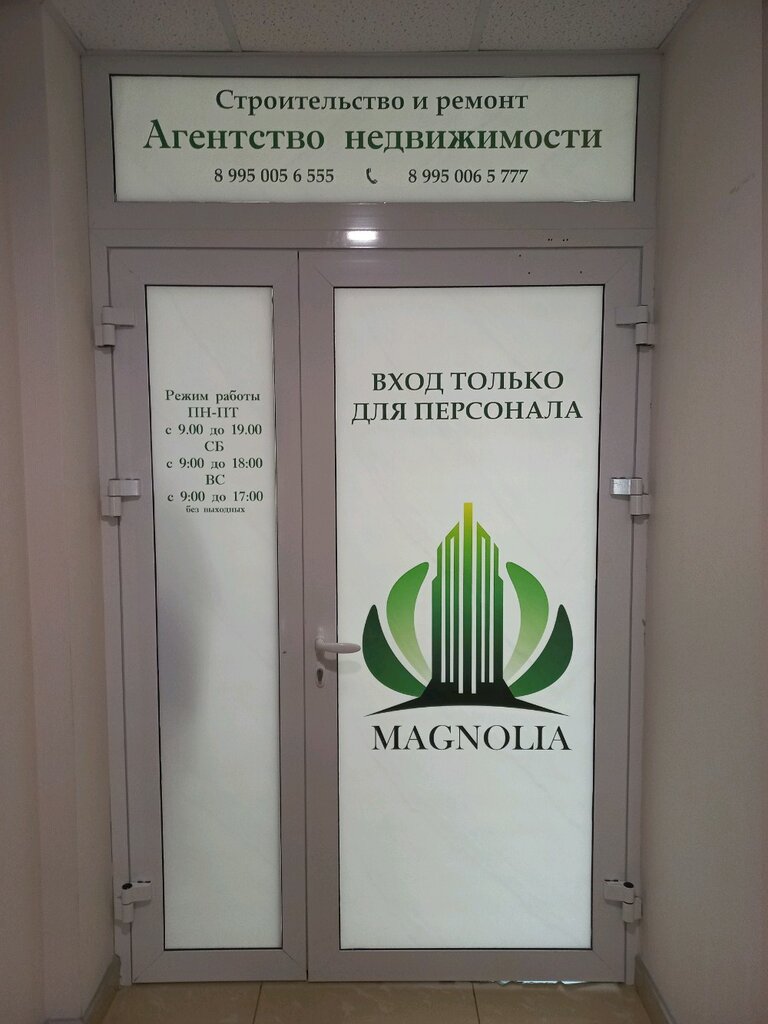 Строительство и ремонт
Агентство недвижимости
8 995 005 6 555 8 995 006 5 777
Режим работы
ПН-ПТ
с 9.00 до 19.00
СБ
с 9:00 до 18:00
ВС
с 9:00 до 17:00
без выходных
ВХОД ТОЛЬКО
ДЛЯ ПЕРСОНАЛА
MAGNOLIA